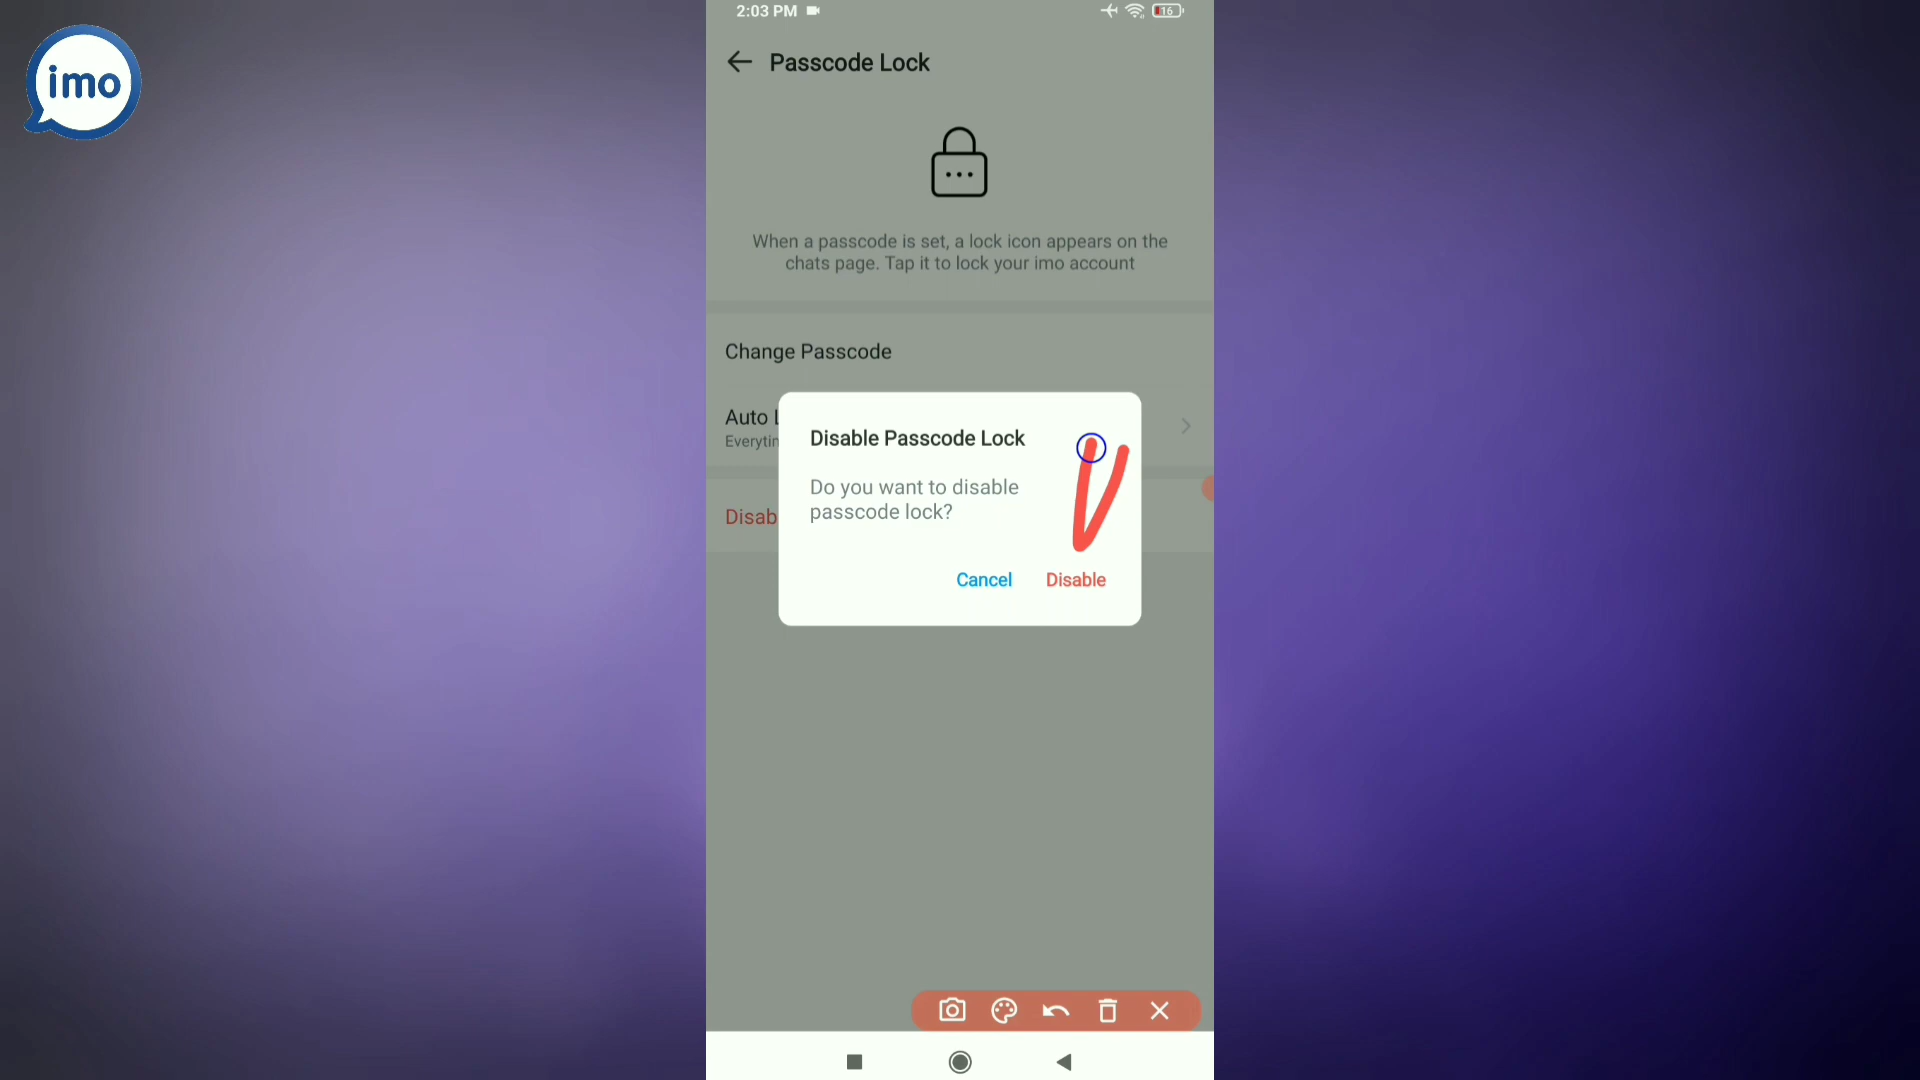 imo
2:03 PM
16
Passcode Lock
When a passcode is set, a lock icon appears on the
chats page. Tap it to lock your imo account
Change Passcode
Auto
Disable Passcode Lock
Do you want to disable
passcode lock?
Cancel
Disable